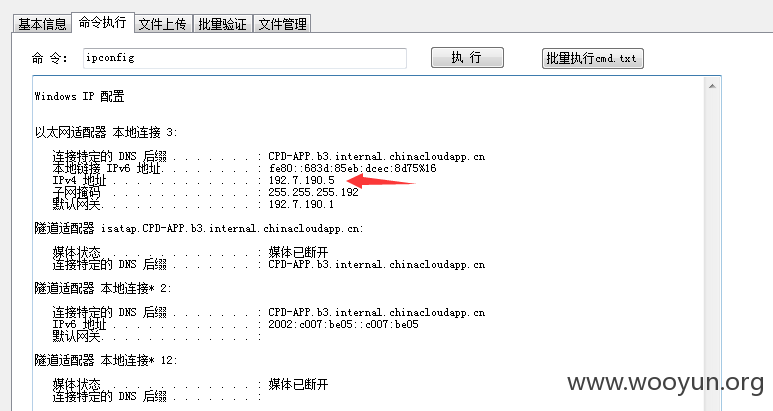 基本信息 命令执行 文件上传 批量验证 文件管理
命 令: ipconfig 执 行 批量执行cmd.txt
Windows IP 配置
以太网适配器 本地连接 3:
连接特定的 DNS 后缀 . . . . . . . : CPD-APP.b3.internal.chinacloudapp.cn
本地链接 IPv6 地址. . . . . . . . : fe80::683d:85eb:dcec:8d75%16
IPv4 地址 . . . . . . . . . . . . : 192.7.190.5
子网掩码 . . . . . . . . . . . . : 255.255.255.192
默认网关. . . . . . . . . . . . . : 192.7.190.1
隧道适配器 isatap.CPD-APP.b3.internal.chinacloudapp.cn:
媒体状态 . . . . . . . . . . . . : 媒体已断开
连接特定的 DNS 后缀 . . . . . . . : CPD-APP.b3.internal.chinacloudapp.cn
隧道适配器 本地连接* 2:
连接特定的 DNS 后缀 . . . . . . . : CPD-APP.b3.internal.chinacloudapp.cn
IPv6 地址 . . . . . . . . . . . . : 2002:c007:be05::c007:be05
默认网关. . . . . . . . . . . . . :
隧道适配器 本地连接* 12:
媒体状态 . . . . . . . . . . . . : 媒体已断开
连接特定的 DNS 后缀 . . . . . . . :
www.wooyun.org